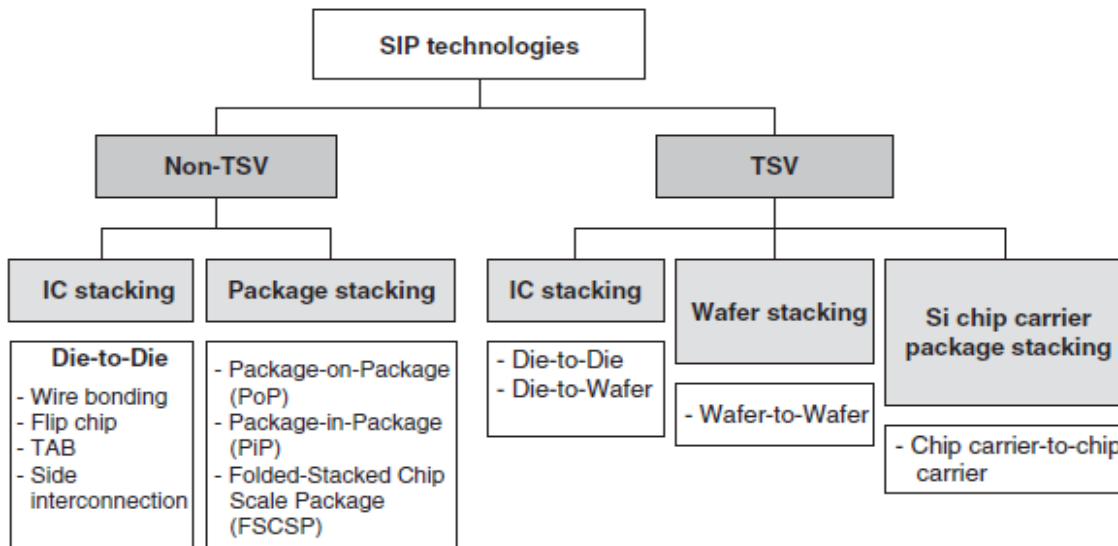 SIP technologies
Non-TSV
TSV
IC stacking
Package stacking
IC stacking
Wafer stacking
Si chip carrier
package stacking
Die-to-Die
- Wire bonding
- Flip chip
- TAB
- Side
interconnection
- Package-on-Package
(PoP)
- Package-in-Package
(PiP)
- Folded-Stacked Chip
Scale Package
(FSCSP)
- Die-to-Die
- Die-to-Wafer
- Wafer-to-Wafer
- Chip carrier-to-chip
carrier